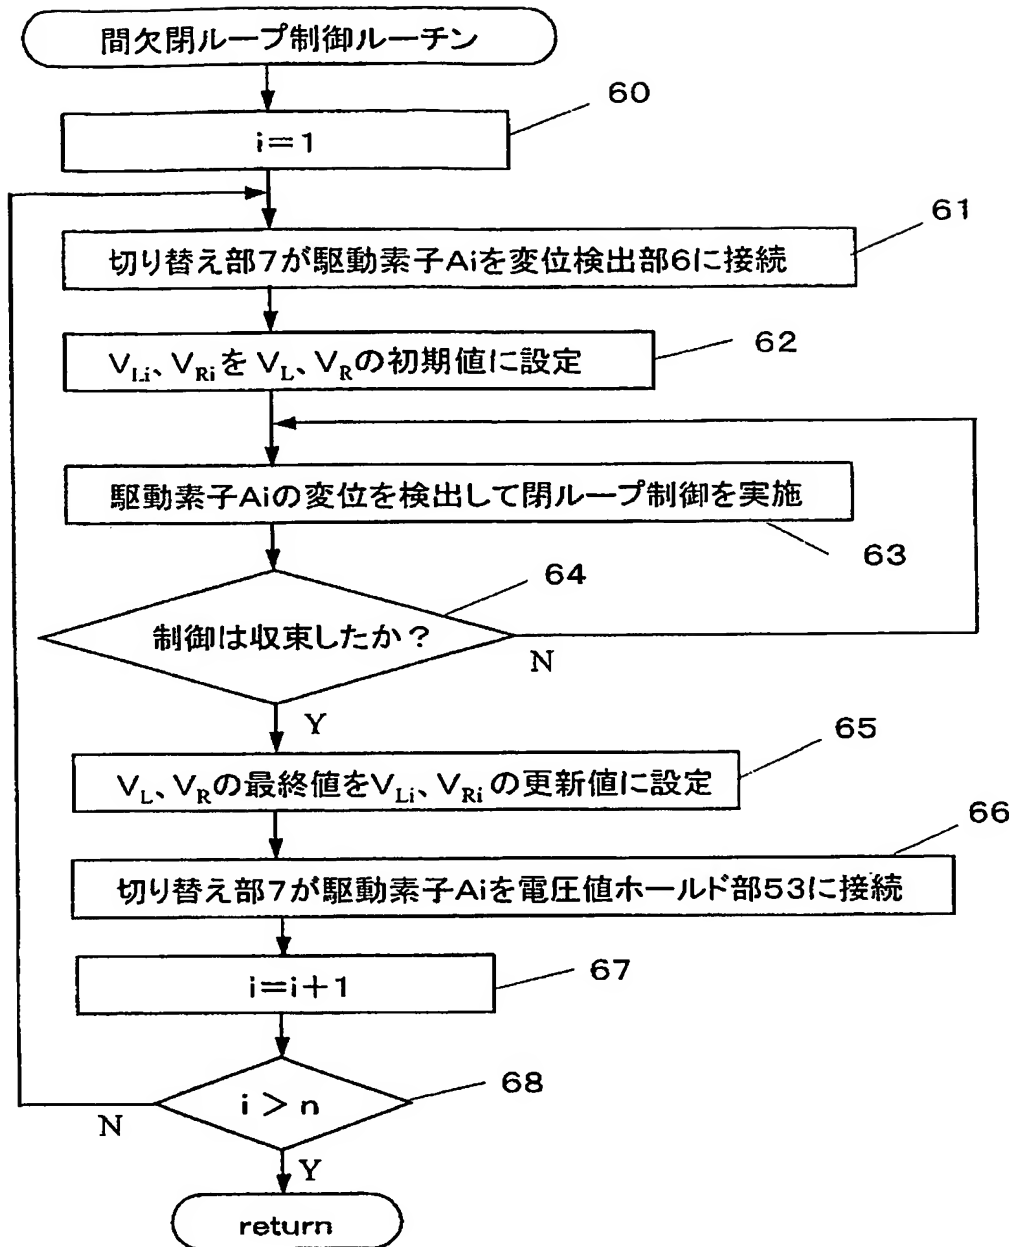 間欠閉ループ制御ルーチン
60
i=1
61
切り替え部7が駆動素子Aiを変位検出部6に接続
62
VLi、VRiを VL、VRの初期値に設定
駆動素子Aiの変位を検出して閉ループ制御を実施
63
64
制御は収束したか?
N
Y
65
VL、VRの最終値をVLi、VRiの更新値に設定
66
切り替え部7が駆動素子Aiを電圧値ホールド部53に接続
67
i=i+1
68
i > n
N
Y
return